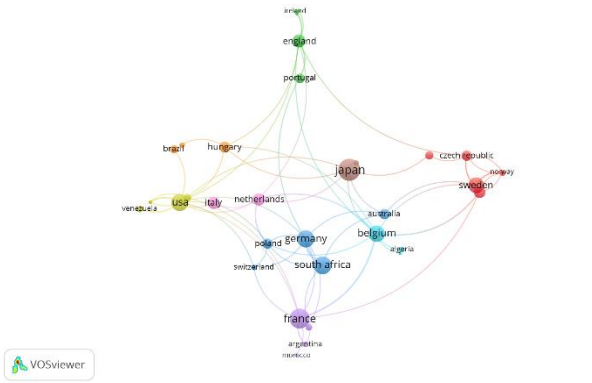 ireland
england
portugal
brazil
hungary
japan
czech republic
norway
sweden
venezuela
usa
italy
netherlands
australia
belgium
algeria
poland
germany
switzerland
south africa
france
argentina
morocco
VOSviewer